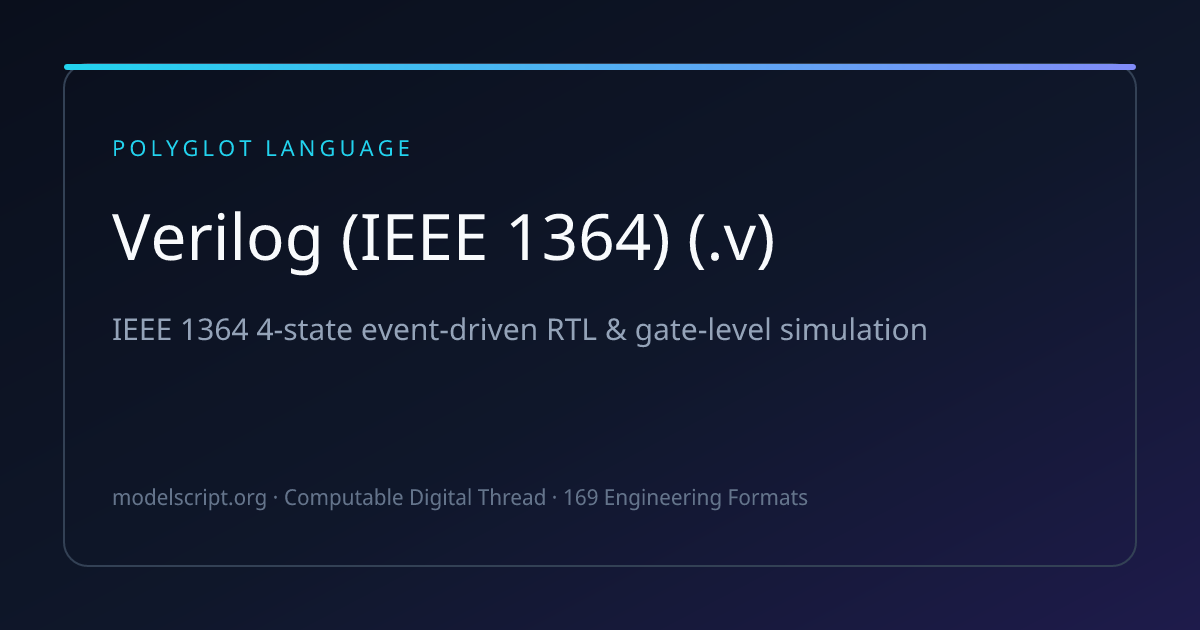 POLYGLOT LANGUAGE
Verilog (IEEE 1364) (.v)
IEEE 1364 4-state event-driven RTL & gate-level simulation
modelscript.org · Computable Digital Thread · 169 Engineering Formats